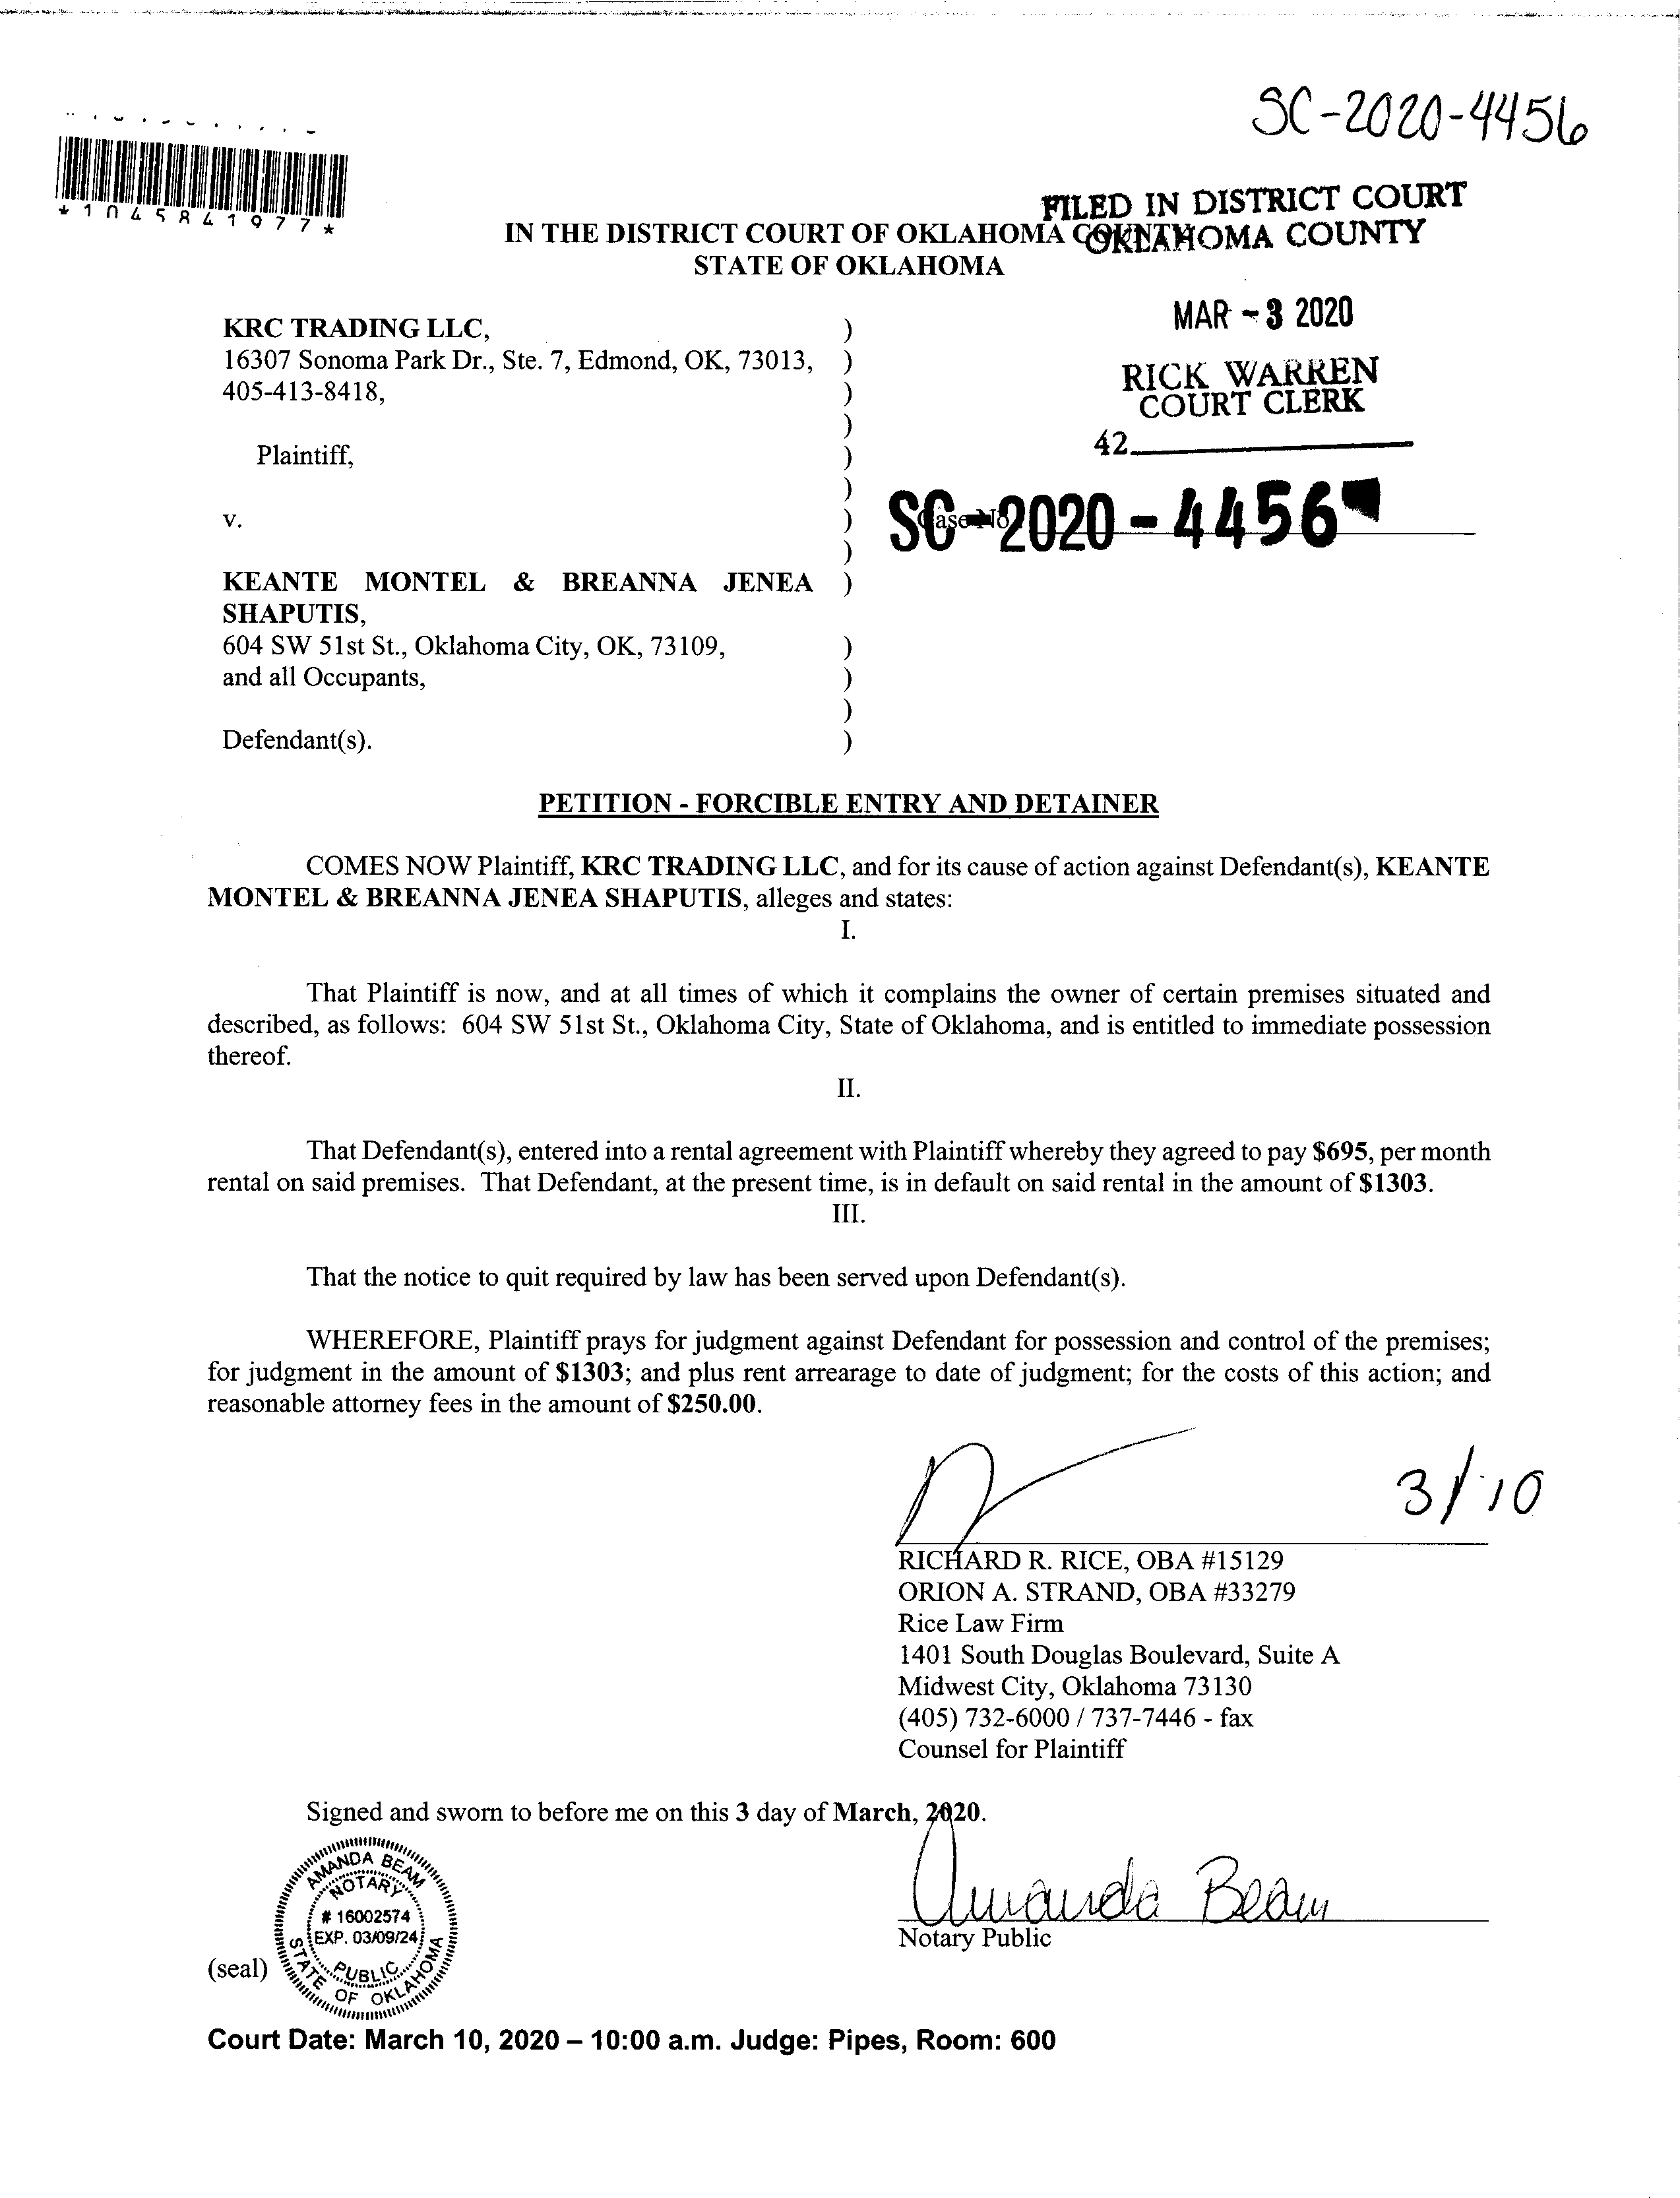 SC-2020-4456
*1045841977*
FILED IN DISTRICT COURT
OKLAHOMA COUNTY
IN THE DISTRICT COURT OF OKLAHOMA COUNTY
STATE OF OKLAHOMA
MAR - 3 2020
RICK WARREN
COURT CLERK
42
KRC TRADING LLC, )
16307 Sonoma Park Dr., Ste. 7, Edmond, OK, 73013, )
405-413-8418, )
)
Plaintiff, )
)
v. ) Case No. SC-2020-4456
)
KEANTE MONTEL & BREANNA JENEA )
SHAPUTIS,
604 SW 51st St., Oklahoma City, OK, 73109, )
and all Occupants, )
)
Defendant(s). )
PETITION - FORCIBLE ENTRY AND DETAINER
COMES NOW Plaintiff, KRC TRADING LLC, and for its cause of action against Defendant(s), KEANTE
MONTEL & BREANNA JENEA SHAPUTIS, alleges and states:
I.
That Plaintiff is now, and at all times of which it complains the owner of certain premises situated and
described, as follows: 604 SW 51st St., Oklahoma City, State of Oklahoma, and is entitled to immediate possession
thereof.
II.
That Defendant(s), entered into a rental agreement with Plaintiff whereby they agreed to pay $695, per month
rental on said premises. That Defendant, at the present time, is in default on said rental in the amount of $1303.
III.
That the notice to quit required by law has been served upon Defendant(s).
WHEREFORE, Plaintiff prays for judgment against Defendant for possession and control of the premises;
for judgment in the amount of $1303; and plus rent arrearage to date of judgment; for the costs of this action; and
reasonable attorney fees in the amount of $250.00.
3/10
RICHARD R. RICE, OBA #15129
ORION A. STRAND, OBA #33279
Rice Law Firm
1401 South Douglas Boulevard, Suite A
Midwest City, Oklahoma 73130
(405) 732-6000 / 737-7446 - fax
Counsel for Plaintiff
Signed and sworn to before me on this 3 day of March, 2020.
Amanda Beam
Notary Public
AMANDA BEAM
NOTARY
# 16002574
EXP. 03/09/24
PUBLIC
STATE OF OKLAHOMA
(seal)
Court Date: March 10, 2020 – 10:00 a.m. Judge: Pipes, Room: 600